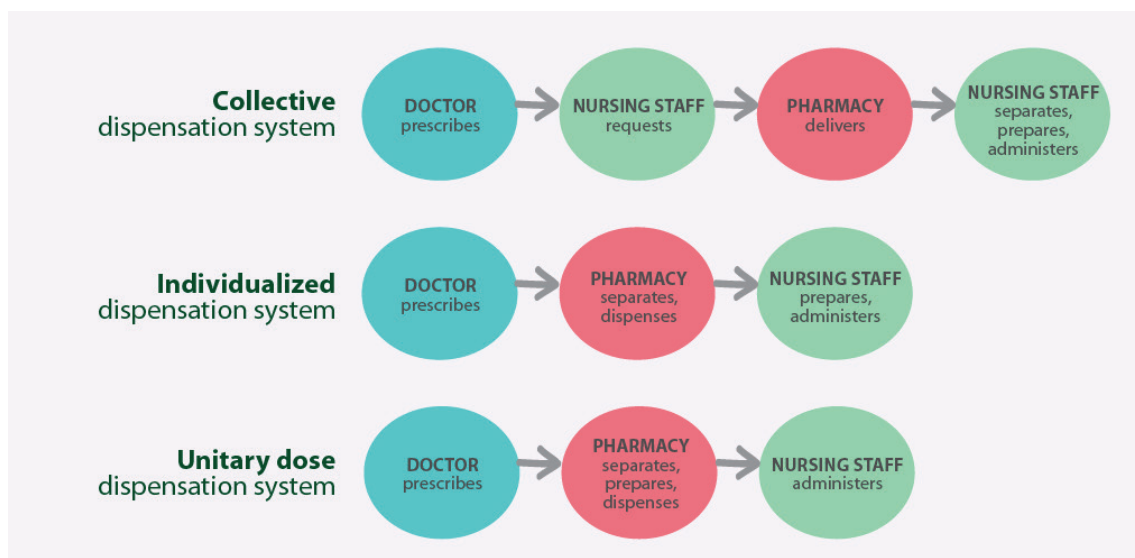 Collective
dispensation system
DOCTOR
prescribes
NURSING STAFF
requests
PHARMACY
delivers
NURSING STAFF
separates,
prepares,
administers
Individualized
dispensation system
DOCTOR
prescribes
PHARMACY
separates,
dispenses
NURSING STAFF
prepares,
administers
Unitary dose
dispensation system
DOCTOR
prescribes
PHARMACY
separates,
prepares,
dispenses
NURSING STAFF
administers